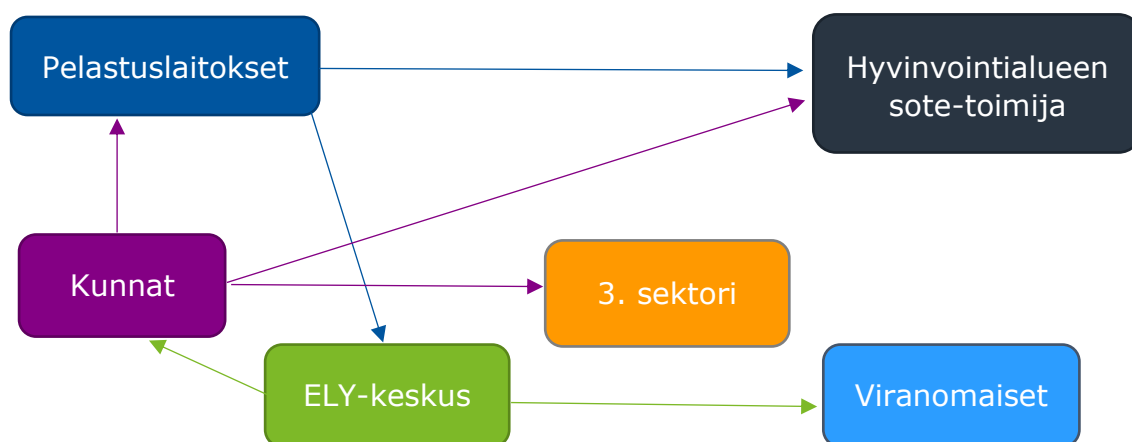 Pelastuslaitokset
Hyvinvointialueen
sote-toimija
Kunnat
3. sektori
ELY-keskus
Viranomaiset